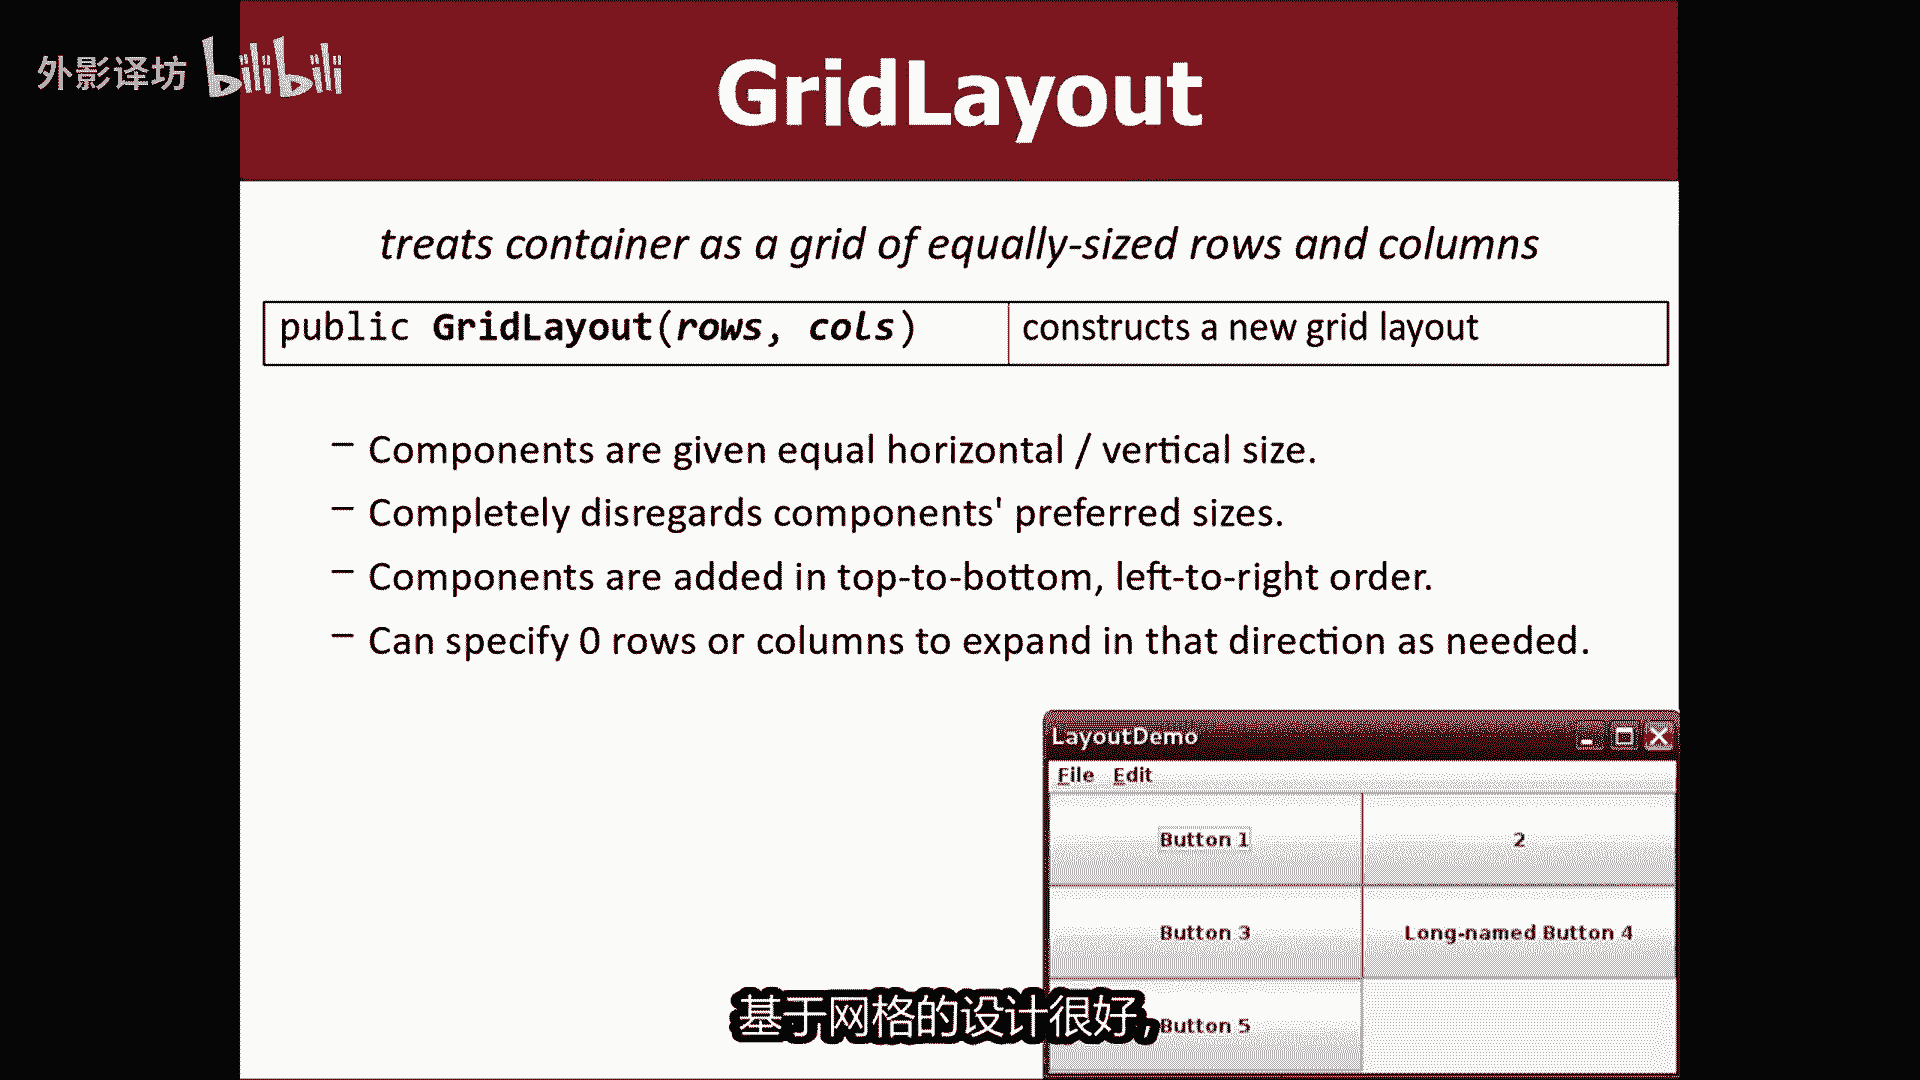 外影译坊 bilibili
GridLayout
treats container as a grid of equally-sized rows and columns
public GridLayout(rows, cols) constructs a new grid layout
– Components are given equal horizontal / vertical size.
– Completely disregards components' preferred sizes.
– Components are added in top-to-bottom, left-to-right order.
– Can specify 0 rows or columns to expand in that direction as needed.
LayoutDemo
File Edit
Button 1 2
Button 3 Long-named Button 4
Button 5
基于网格的设计很好,